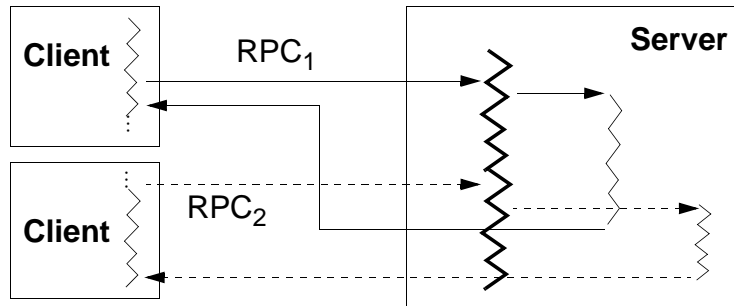 Client
RPC₁
Server
Client
RPC₂